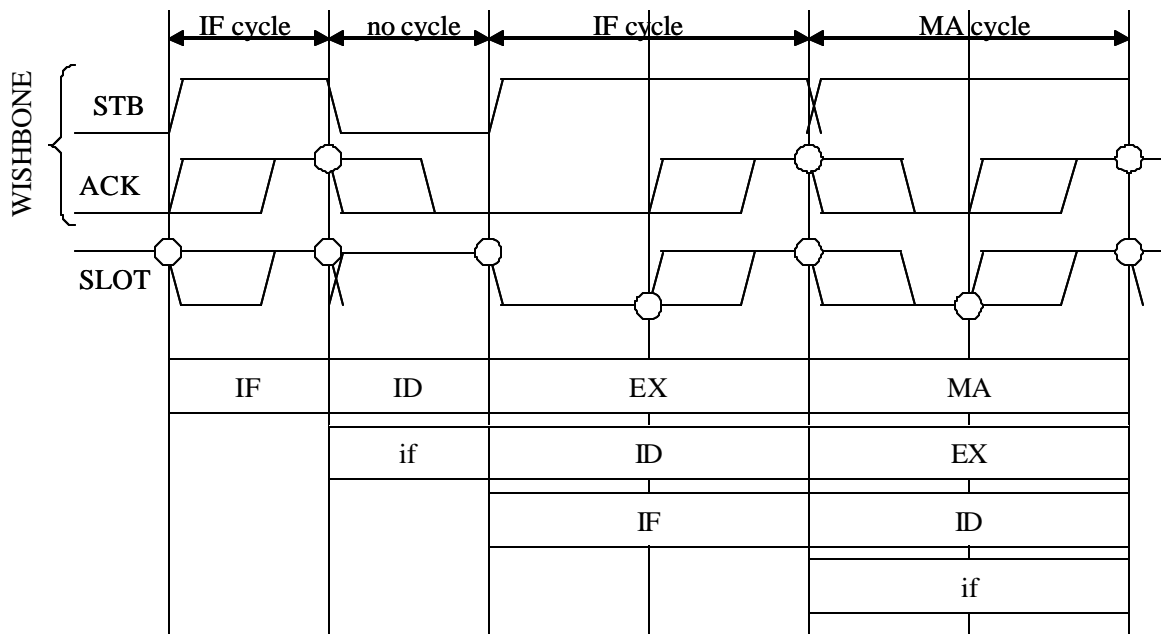 IF cycle no cycle IF cycle MA cycle
WISHBONE
STB
ACK
SLOT
IF ID EX MA
if ID EX
IF ID
if